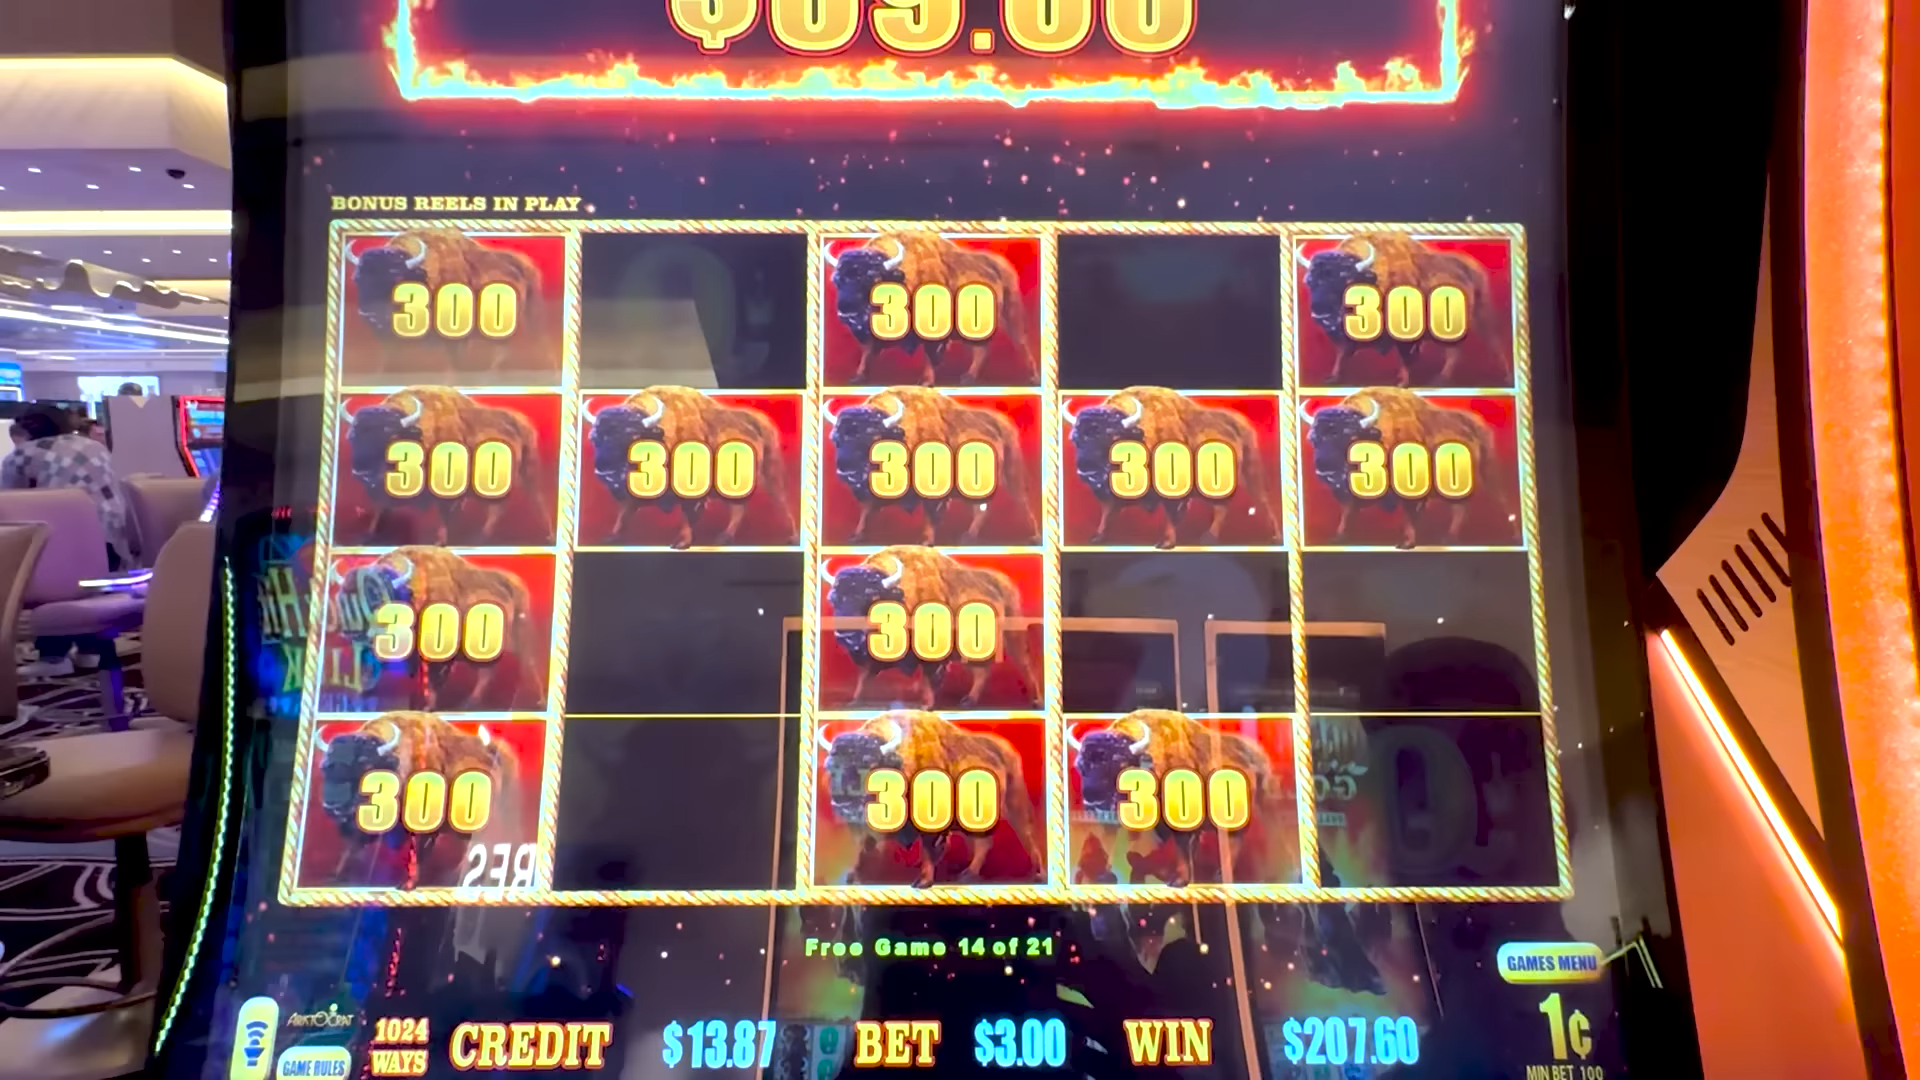 BONUS REELS IN PLAY
300 300 300
300 300 300 300 300
300 300
300 300 300
Free Game 14 of 21
GAMES MENU
ARISTOCRAT
GAME RULES
1024 WAYS
CREDIT $13.87 BET $3.00 WIN $207.60
1¢
MIN BET 100